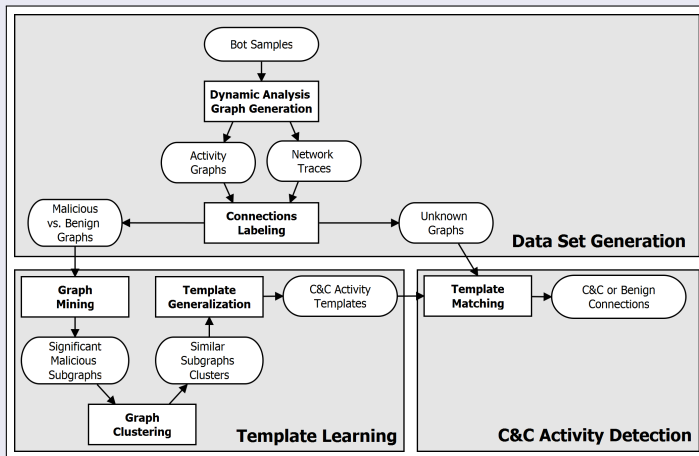 Bot Samples
Dynamic Analysis
Graph Generation
Activity
Graphs
Network
Traces
Malicious
vs. Benign
Graphs
Connections
Labeling
Unknown
Graphs
Data Set Generation
Graph
Mining
Template
Generalization
C&C Activity
Templates
Significant
Malicious
Subgraphs
Similar
Subgraphs
Clusters
Graph
Clustering
Template Learning
Template
Matching
C&C or Benign
Connections
C&C Activity Detection